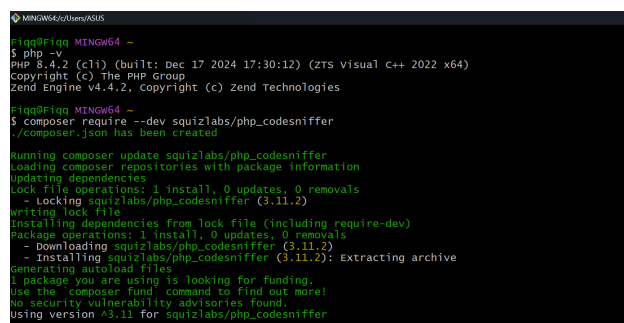 MINGW64:/c/Users/ASUS
Fiqq@Fiqq MINGW64 ~
$ php -v
PHP 8.4.2 (cli) (built: Dec 17 2024 17:30:12) (ZTS Visual C++ 2022 x64)
Copyright (c) The PHP Group
Zend Engine v4.4.2, Copyright (c) Zend Technologies
Fiqq@Fiqq MINGW64 ~
$ composer require --dev squizlabs/php_codesniffer
./composer.json has been created
Running composer update squizlabs/php_codesniffer
Loading composer repositories with package information
Updating dependencies
Lock file operations: 1 install, 0 updates, 0 removals
  - Locking squizlabs/php_codesniffer (3.11.2)
Writing lock file
Installing dependencies from lock file (including require-dev)
Package operations: 1 install, 0 updates, 0 removals
  - Downloading squizlabs/php_codesniffer (3.11.2)
  - Installing squizlabs/php_codesniffer (3.11.2): Extracting archive
Generating autoload files
1 package you are using is looking for funding.
Use the `composer fund` command to find out more!
No security vulnerability advisories found.
Using version ^3.11 for squizlabs/php_codesniffer